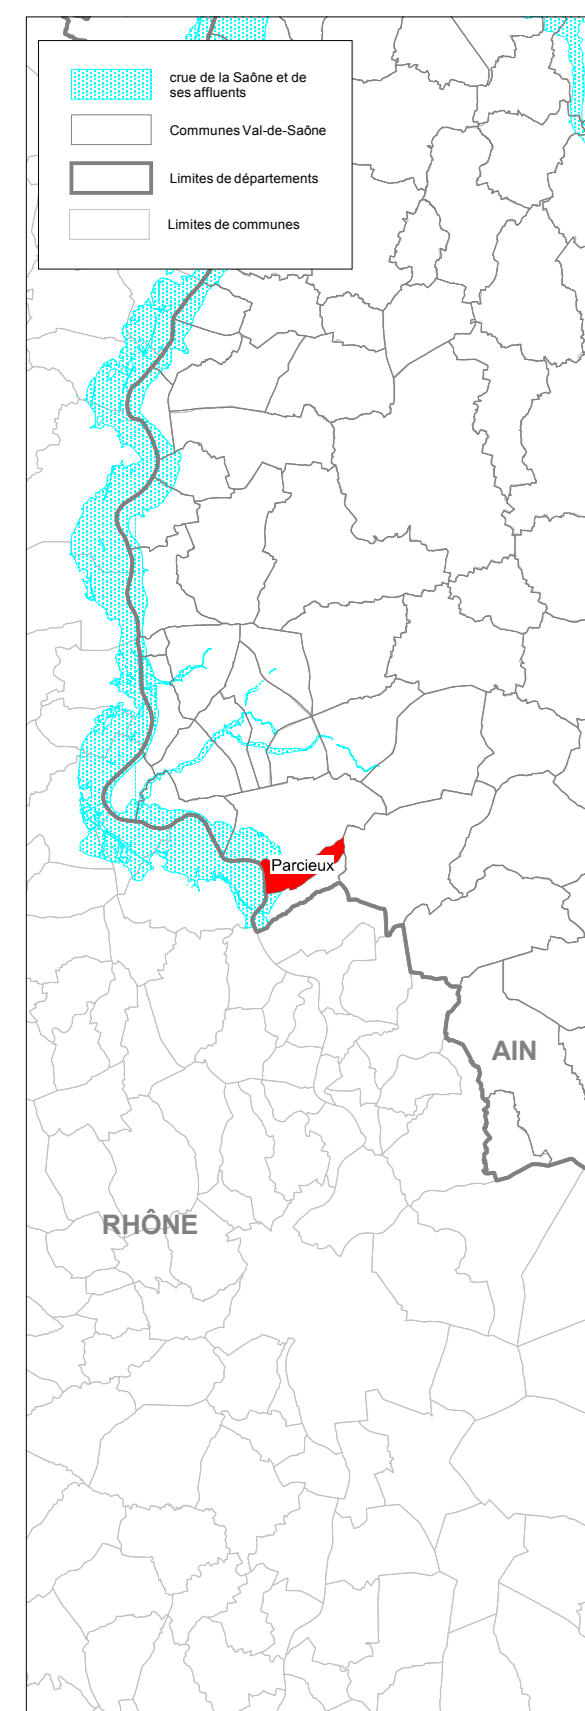 crue de la Saône et de
ses affluents
Communes Val-de-Saône
Limites de départements
Limites de communes
Parcieux
AIN
RHÔNE